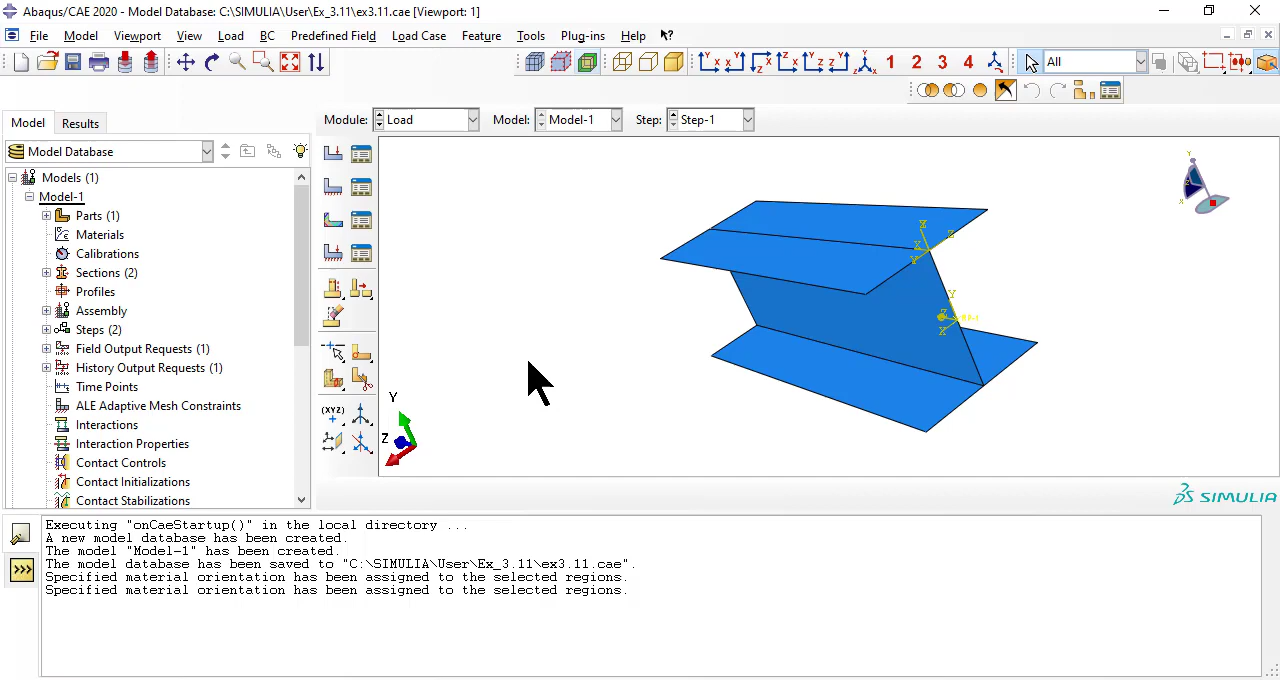 Abaqus/CAE 2020 - Model Database: C:\SIMULIA\User\Ex_3.11\ex3.11.cae [Viewport: 1]
File Model Viewport View Load BC Predefined Field Load Case Feature Tools Plug-ins Help
1 2 3 4 All
Model Results
Module: Load Model: Model-1 Step: Step-1
Model Database
Models (1)
Model-1
Parts (1)
Materials
Calibrations
Sections (2)
Profiles
Assembly
Steps (2)
Field Output Requests (1)
History Output Requests (1)
Time Points
ALE Adaptive Mesh Constraints
Interactions
Interaction Properties
Contact Controls
Contact Initializations
Contact Stabilizations
(XYZ)
Y
Z
SIMULIA
Executing "onCaeStartup()" in the local directory ...
A new model database has been created.
The model "Model-1" has been created.
The model database has been saved to "C:\SIMULIA\User\Ex_3.11\ex3.11.cae".
Specified material orientation has been assigned to the selected regions.
Specified material orientation has been assigned to the selected regions.
>>>